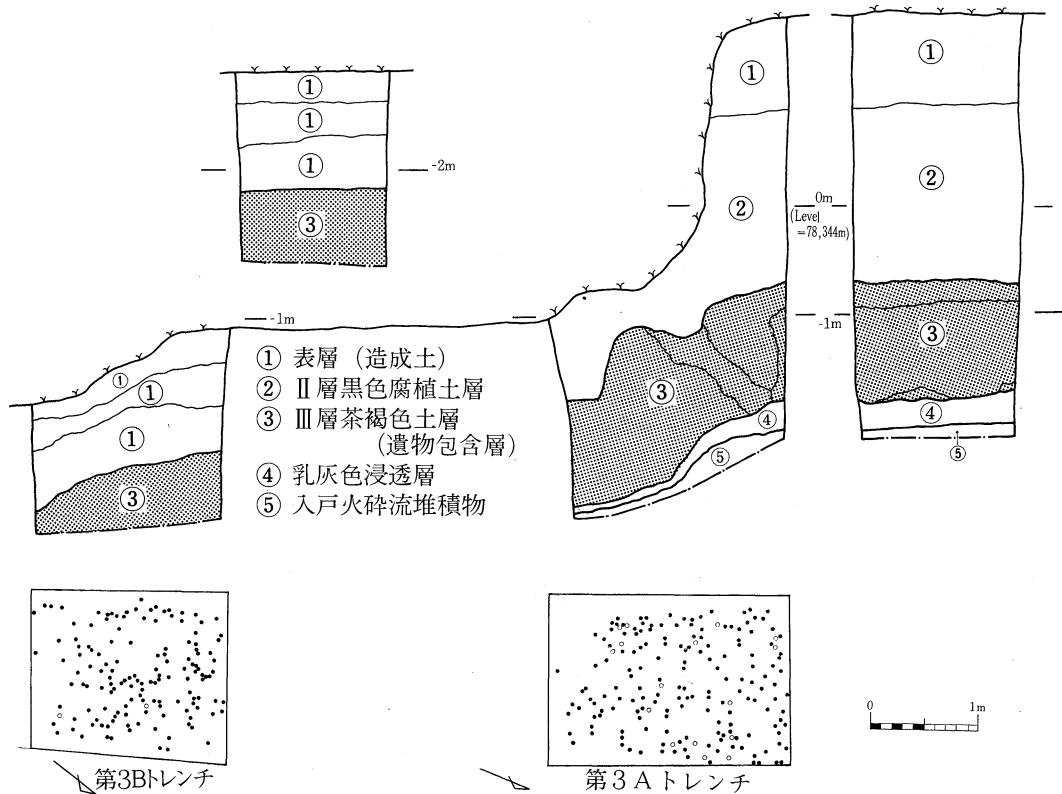 ①
①
①
③
-2m
①
②
0m
(Level
=78,344m)
①
②
③
④
⑤
-1m
-1m
③
④
⑤
①
①
①
③
① 表層（造成土）
② Ⅱ層黒色腐植土層
③ Ⅲ層茶褐色土層
（遺物包含層）
④ 乳灰色浸透層
⑤ 入戸火砕流堆積物
0 1m
第3Bトレンチ
第3Aトレンチ